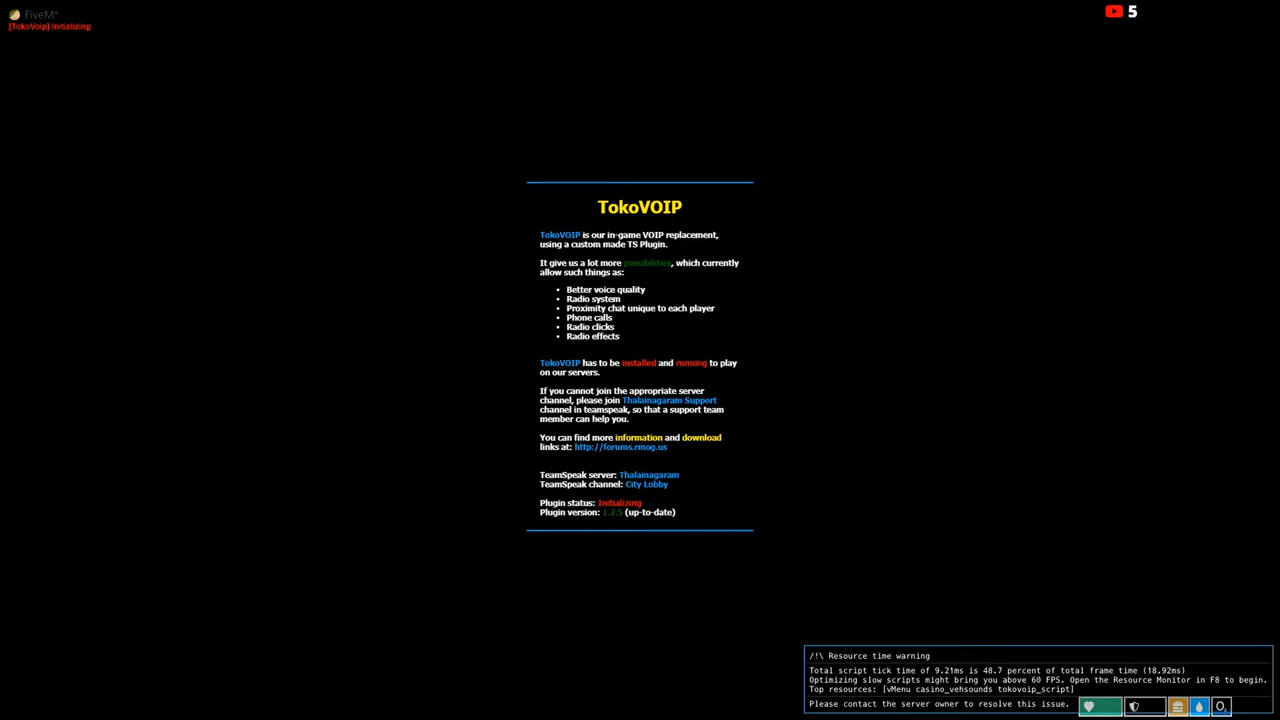 FiveM*
[TokoVoip] Initializing
5
TokoVOIP
TokoVOIP is our in-game VOIP replacement,
using a custom made TS Plugin.
It give us a lot more possibilities, which currently
allow such things as:
• Better voice quality
• Radio system
• Proximity chat unique to each player
• Phone calls
• Radio clicks
• Radio effects
TokoVOIP has to be installed and running to play
on our servers.
If you cannot join the appropriate server
channel, please join Thalainagaram Support
channel in teamspeak, so that a support team
member can help you.
You can find more information and download
links at: http://forums.rmog.us
TeamSpeak server: Thalainagaram
TeamSpeak channel: City Lobby
Plugin status: Initializing
Plugin version: 1.2.5 (up-to-date)
/!\ Resource time warning
Total script tick time of 9.21ms is 48.7 percent of total frame time (18.92ms)
Optimizing slow scripts might bring you above 60 FPS. Open the Resource Monitor in F8 to begin.
Top resources: [vMenu casino_vehsounds tokovoip_script]
Please contact the server owner to resolve this issue.
O₂